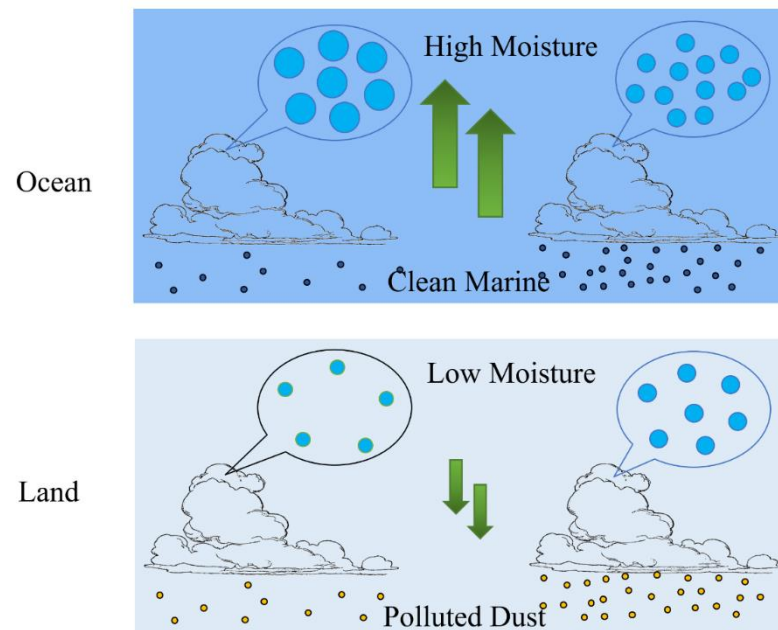 High Moisture
Ocean
Clean Marine
Low Moisture
Land
Polluted Dust